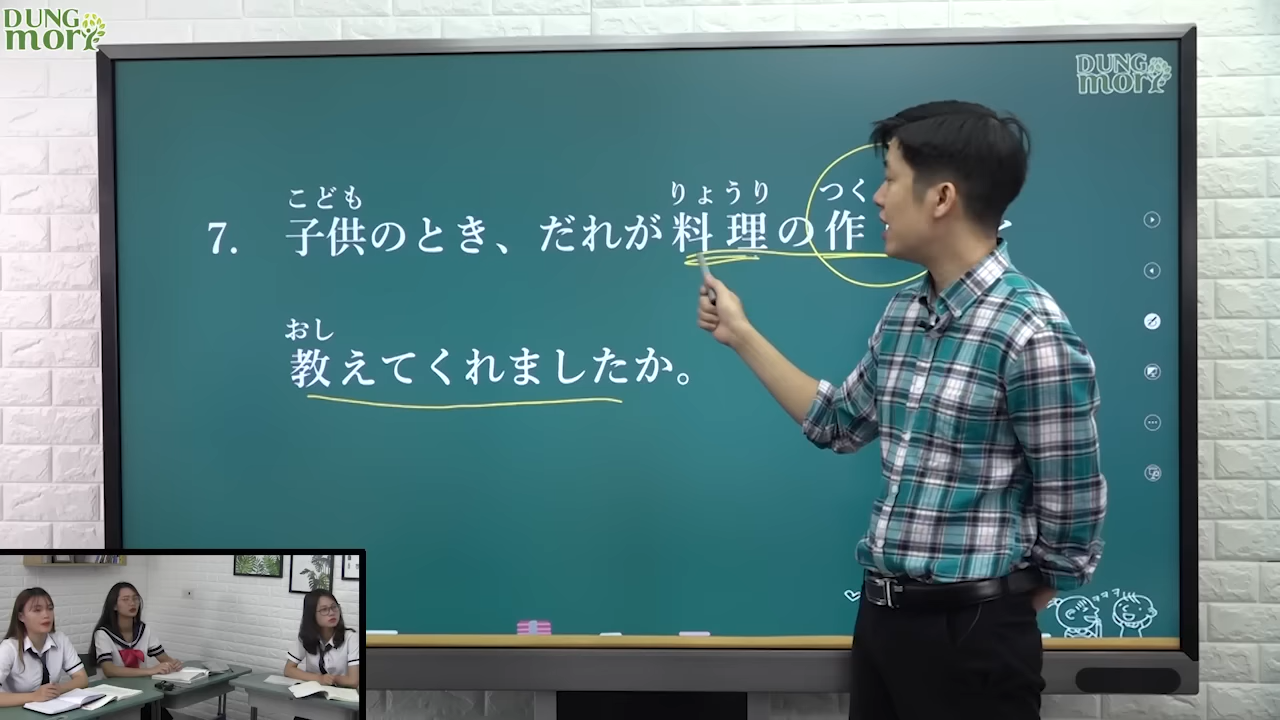 DUNG
mori
DUNG
mori
こども
りょうり
つく
7. 子供のとき、だれが料理の作
おし
教えてくれましたか。